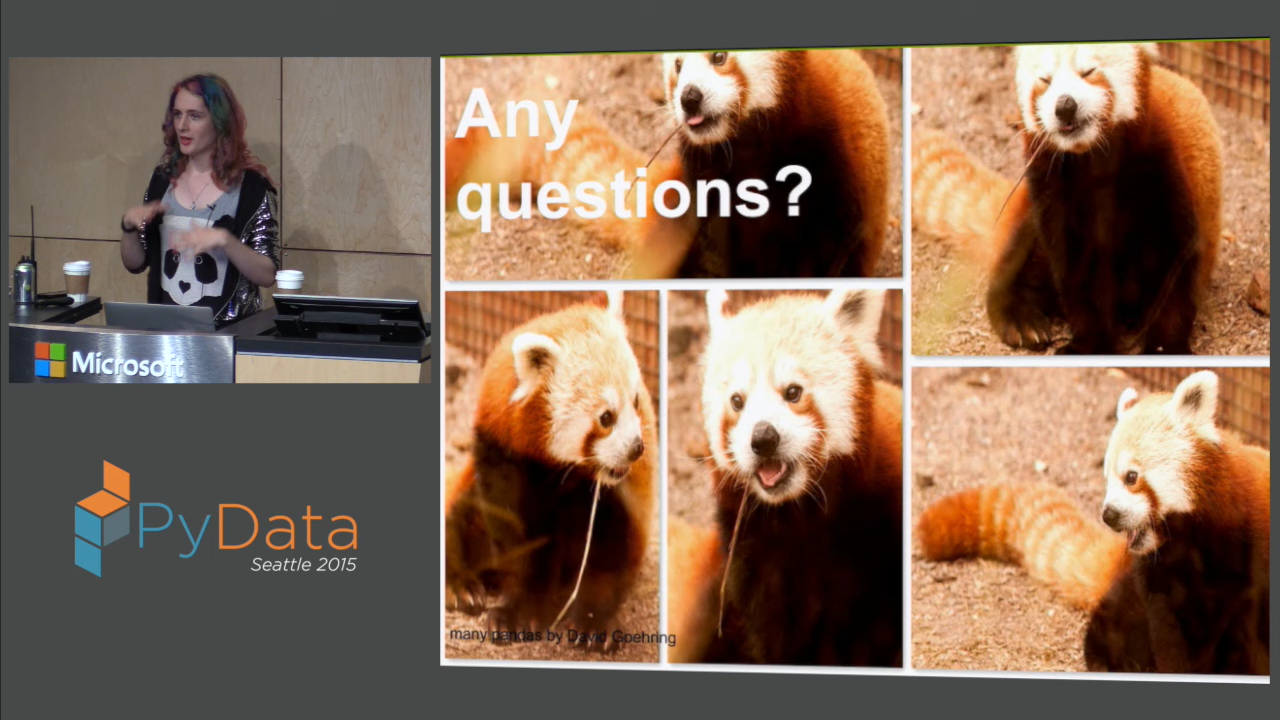 Microsoft
PyData
Seattle 2015
Any
questions?
many pandas by David Goehring